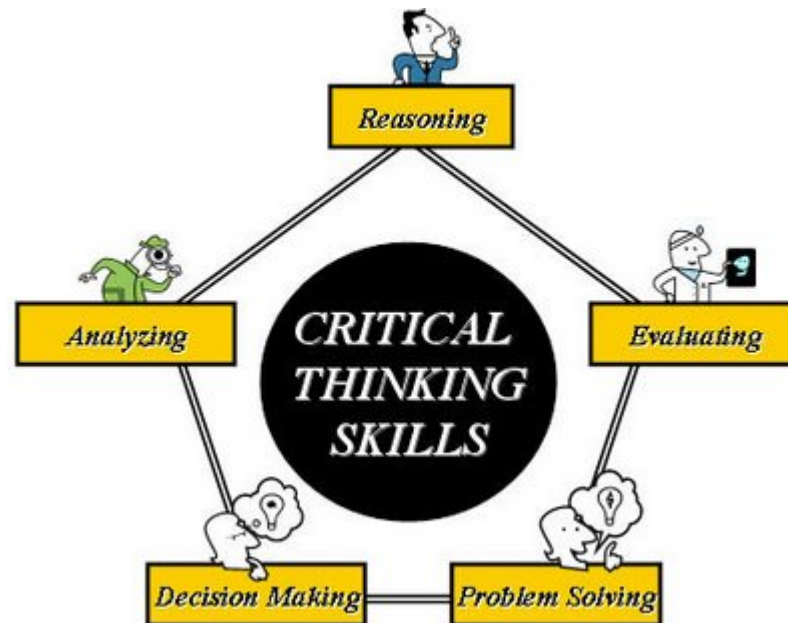 Reasoning
Analyzing
Evaluating
CRITICAL
THINKING
SKILLS
Decision Making
Problem Solving